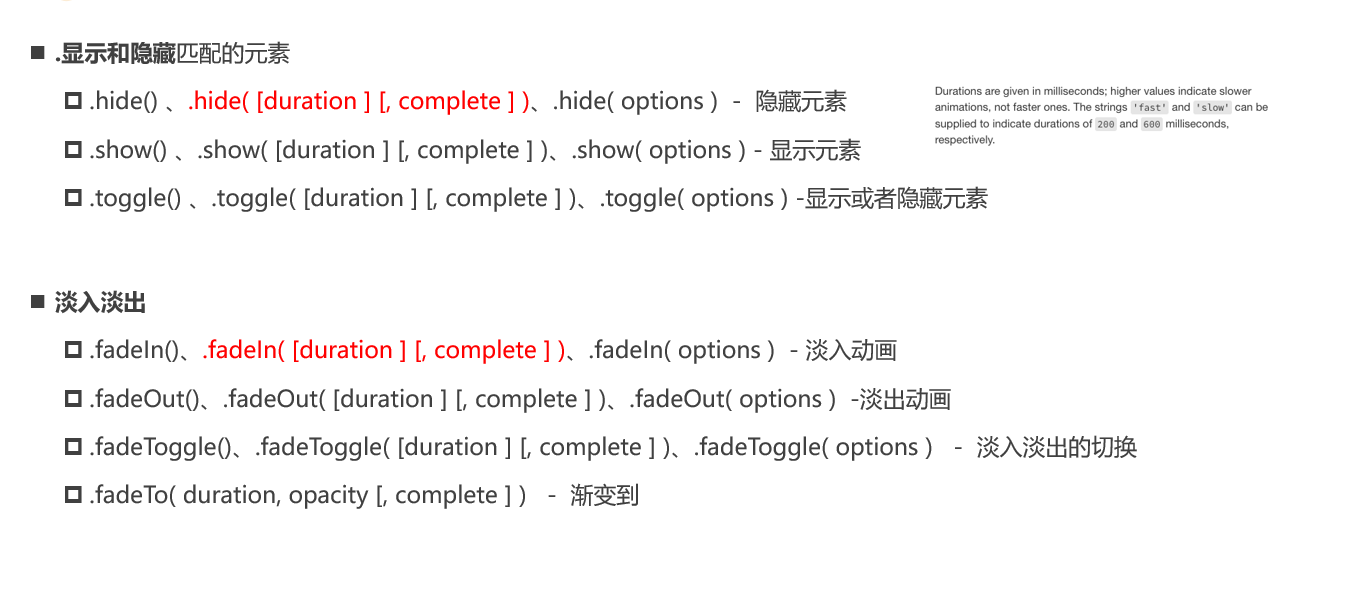 .显示和隐藏匹配的元素
.hide() 、.hide( [duration ] [, complete ] )、.hide( options ) - 隐藏元素
.show() 、.show( [duration ] [, complete ] )、.show( options ) - 显示元素
.toggle() 、.toggle( [duration ] [, complete ] )、.toggle( options ) -显示或者隐藏元素
Durations are given in milliseconds; higher values indicate slower
animations, not faster ones. The strings 'fast' and 'slow' can be
supplied to indicate durations of 200 and 600 milliseconds,
respectively.
淡入淡出
.fadeIn()、.fadeIn( [duration ] [, complete ] )、.fadeIn( options ) - 淡入动画
.fadeOut()、.fadeOut( [duration ] [, complete ] )、.fadeOut( options ) -淡出动画
.fadeToggle()、.fadeToggle( [duration ] [, complete ] )、.fadeToggle( options ) - 淡入淡出的切换
.fadeTo( duration, opacity [, complete ] ) - 渐变到